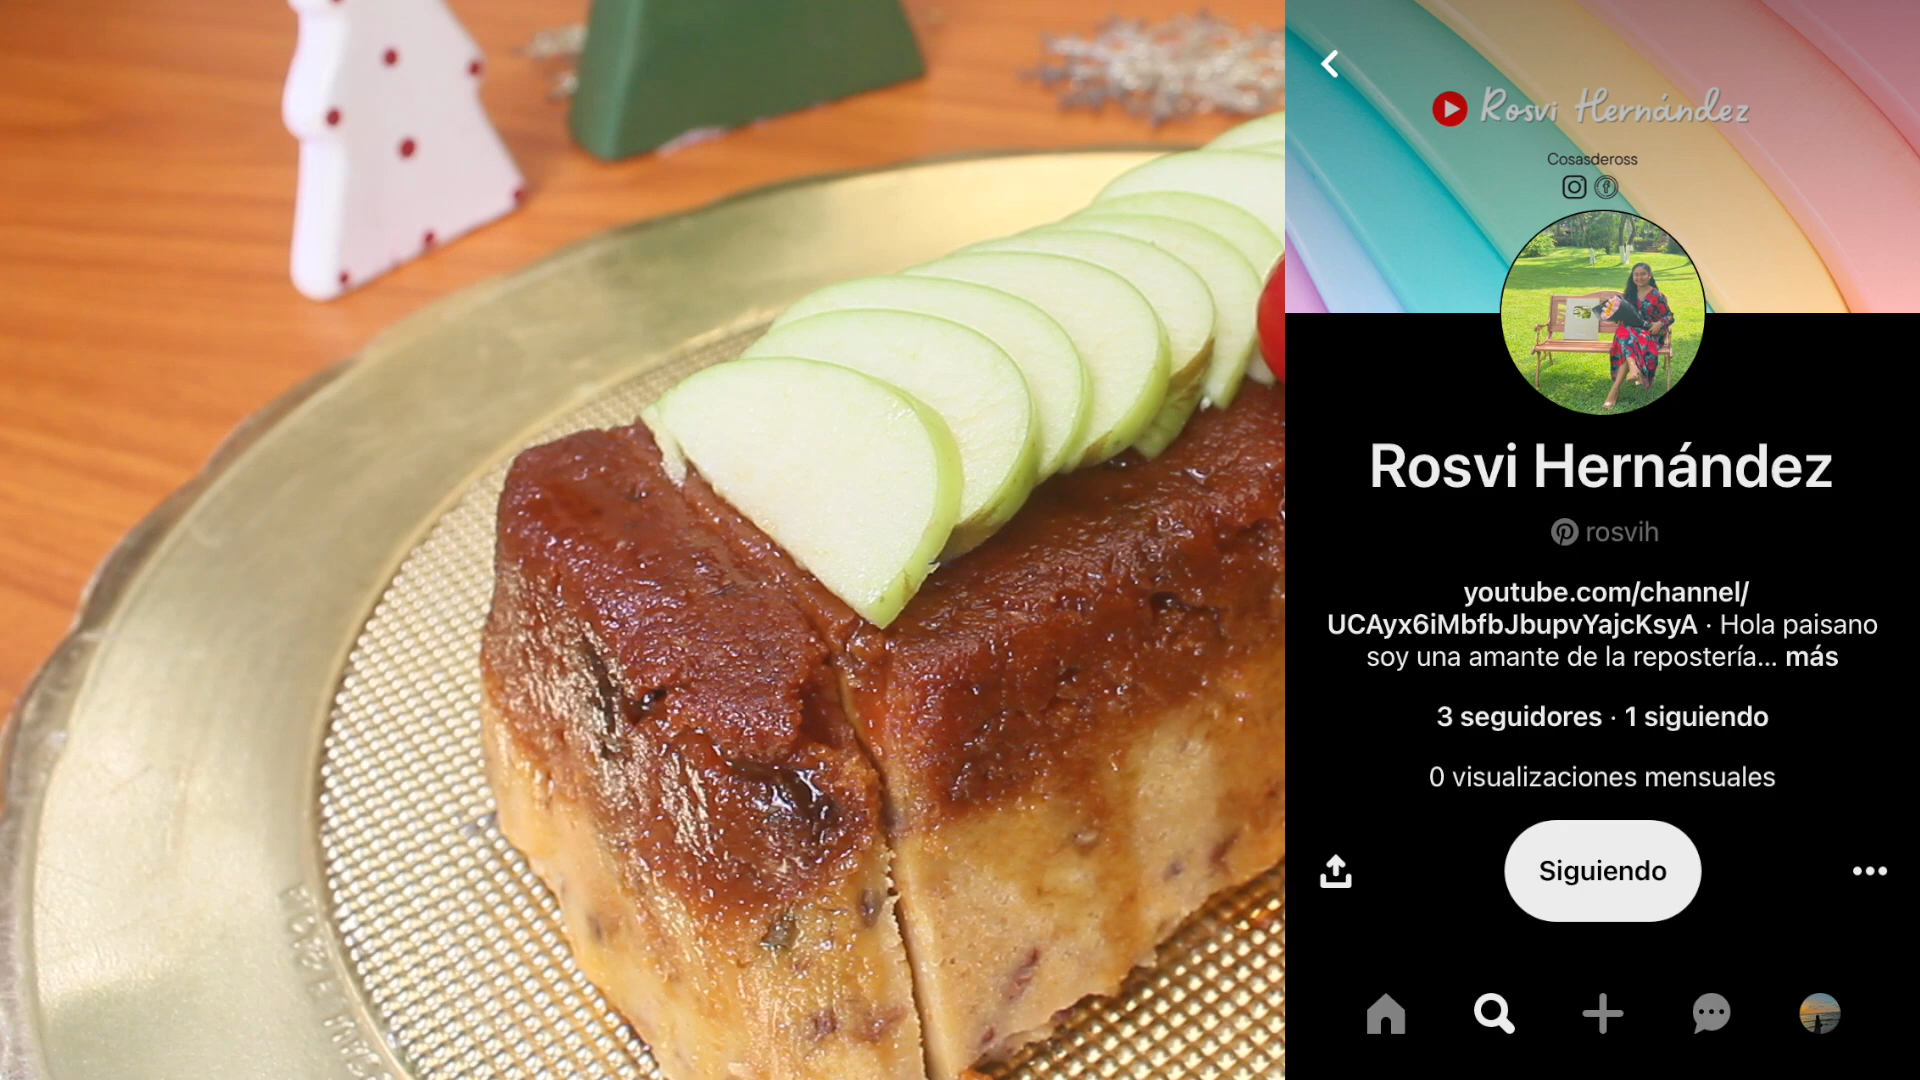 Rosvi Hernández
Cosasdeross
Rosvi Hernández
rosvih
youtube.com/channel/
UCAyx6iMbfbJbupvYajcKsyA · Hola paisano
soy una amante de la repostería... más
3 seguidores · 1 siguiendo
0 visualizaciones mensuales
Siguiendo